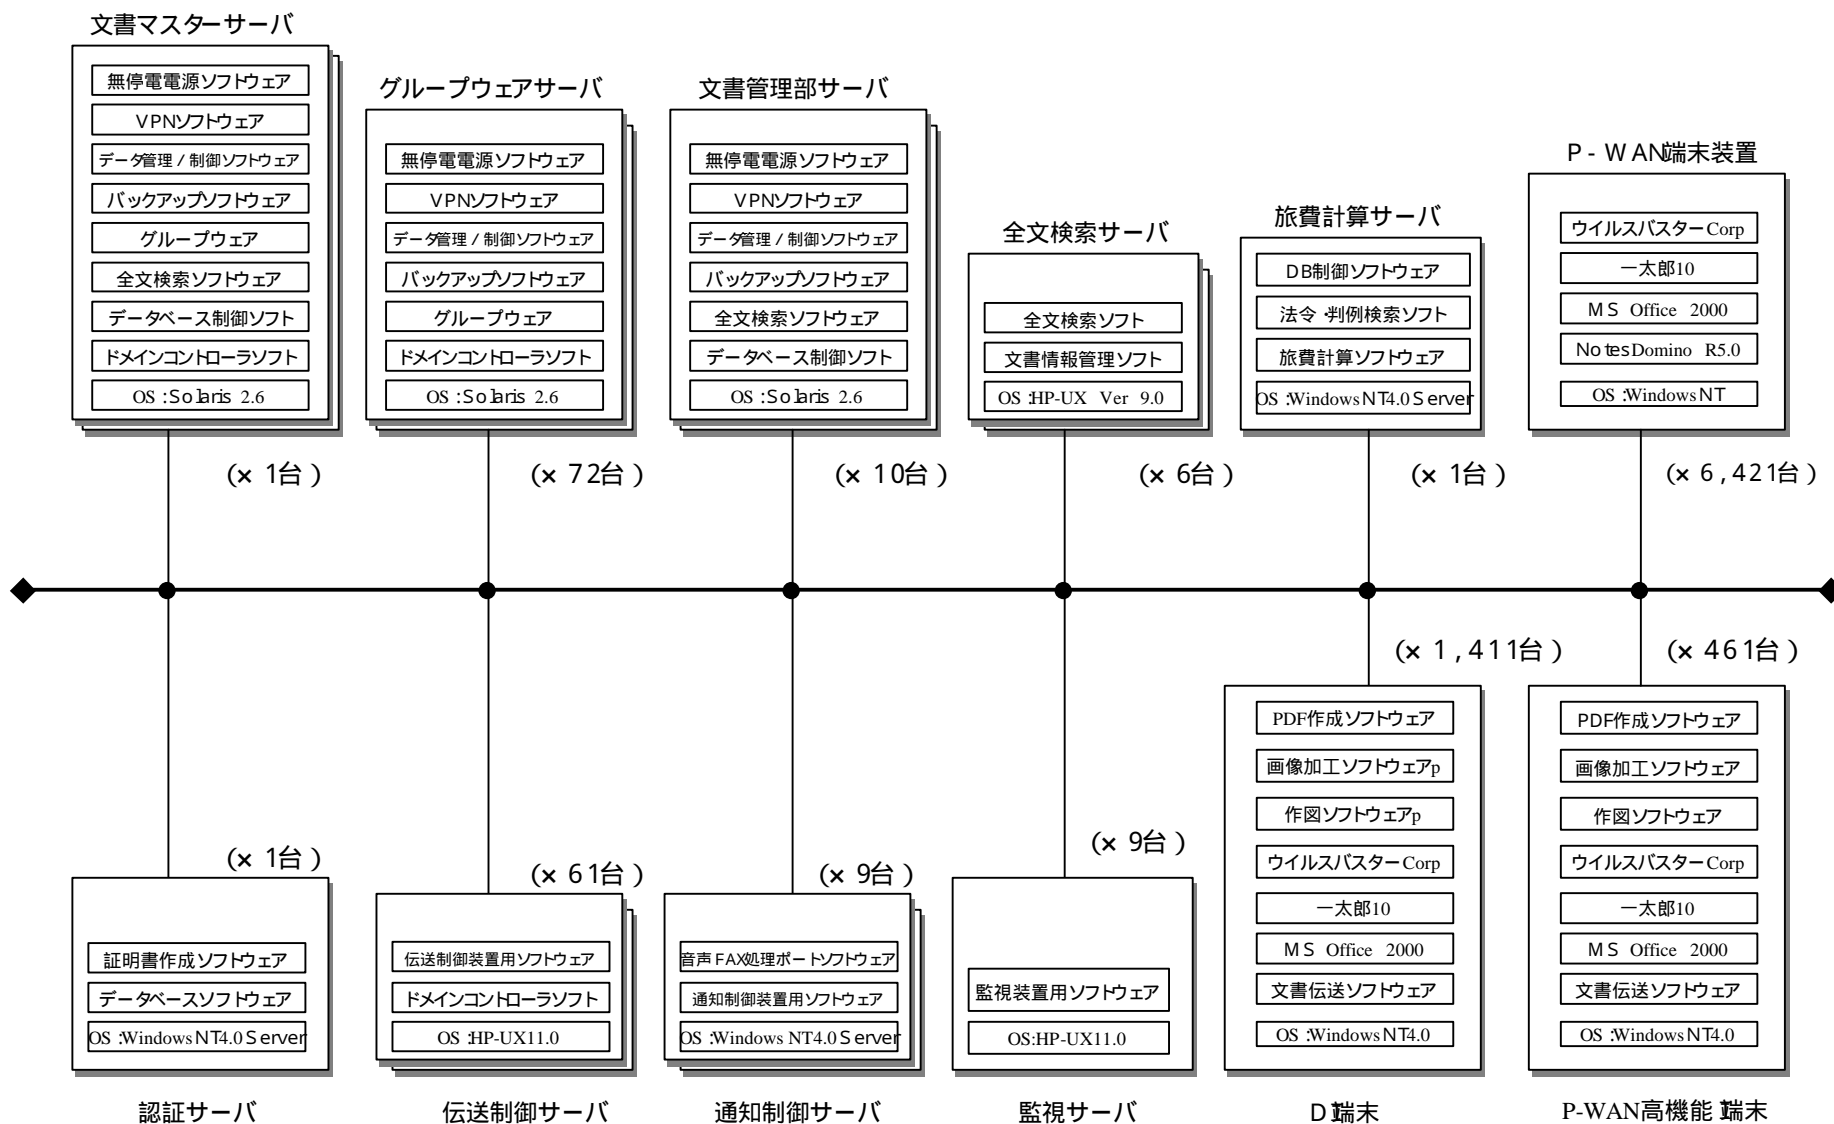 文書マスターサーバ
無停電電源ソフトウェア
VPNソフトウェア
データ管理/制御ソフトウェア
バックアップソフトウェア
グループウェア
全文検索ソフトウェア
データベース制御ソフト
ドメインコントローラソフト
OS:Solaris 2.6
(× 1台)
グループウェアサーバ
無停電電源ソフトウェア
VPNソフトウェア
データ管理/制御ソフトウェア
バックアップソフトウェア
グループウェア
ドメインコントローラソフト
OS:Solaris 2.6
(× 72台)
文書管理部サーバ
無停電電源ソフトウェア
VPNソフトウェア
データ管理/制御ソフトウェア
バックアップソフトウェア
全文検索ソフトウェア
データベース制御ソフト
OS:Solaris 2.6
(× 10台)
全文検索サーバ
全文検索ソフト
文書情報管理ソフト
OS:HP-UX Ver 9.0
(× 6台)
旅費計算サーバ
DB制御ソフトウェア
法令・判例検索ソフト
旅費計算ソフトウェア
OS:WindowsNT4.0Server
(× 1台)
P-WAN端末装置
ウイルスバスターCorp
一太郎10
MS Office 2000
NotesDomino R5.0
OS:WindowsNT
(× 6,421台)
(× 1台)
証明書作成ソフトウェア
データベースソフトウェア
OS:WindowsNT4.0Server
認証サーバ
(× 61台)
伝送制御装置用ソフトウェア
ドメインコントローラソフト
OS:HP-UX11.0
伝送制御サーバ
(× 9台)
音声FAX処理ポートソフトウェア
通知制御装置用ソフトウェア
OS:Windows NT4.0Server
通知制御サーバ
(× 9台)
監視装置用ソフトウェア
OS:HP-UX11.0
監視サーバ
(× 1,411台)
PDF作成ソフトウェア
画像加工ソフトウェアp
作図ソフトウェアp
ウイルスバスターCorp
一太郎10
MS Office 2000
文書伝送ソフトウェア
OS:WindowsNT4.0
D端末
(× 461台)
PDF作成ソフトウェア
画像加工ソフトウェア
作図ソフトウェア
ウイルスバスターCorp
一太郎10
MS Office 2000
文書伝送ソフトウェア
OS:WindowsNT4.0
P-WAN高機能端末